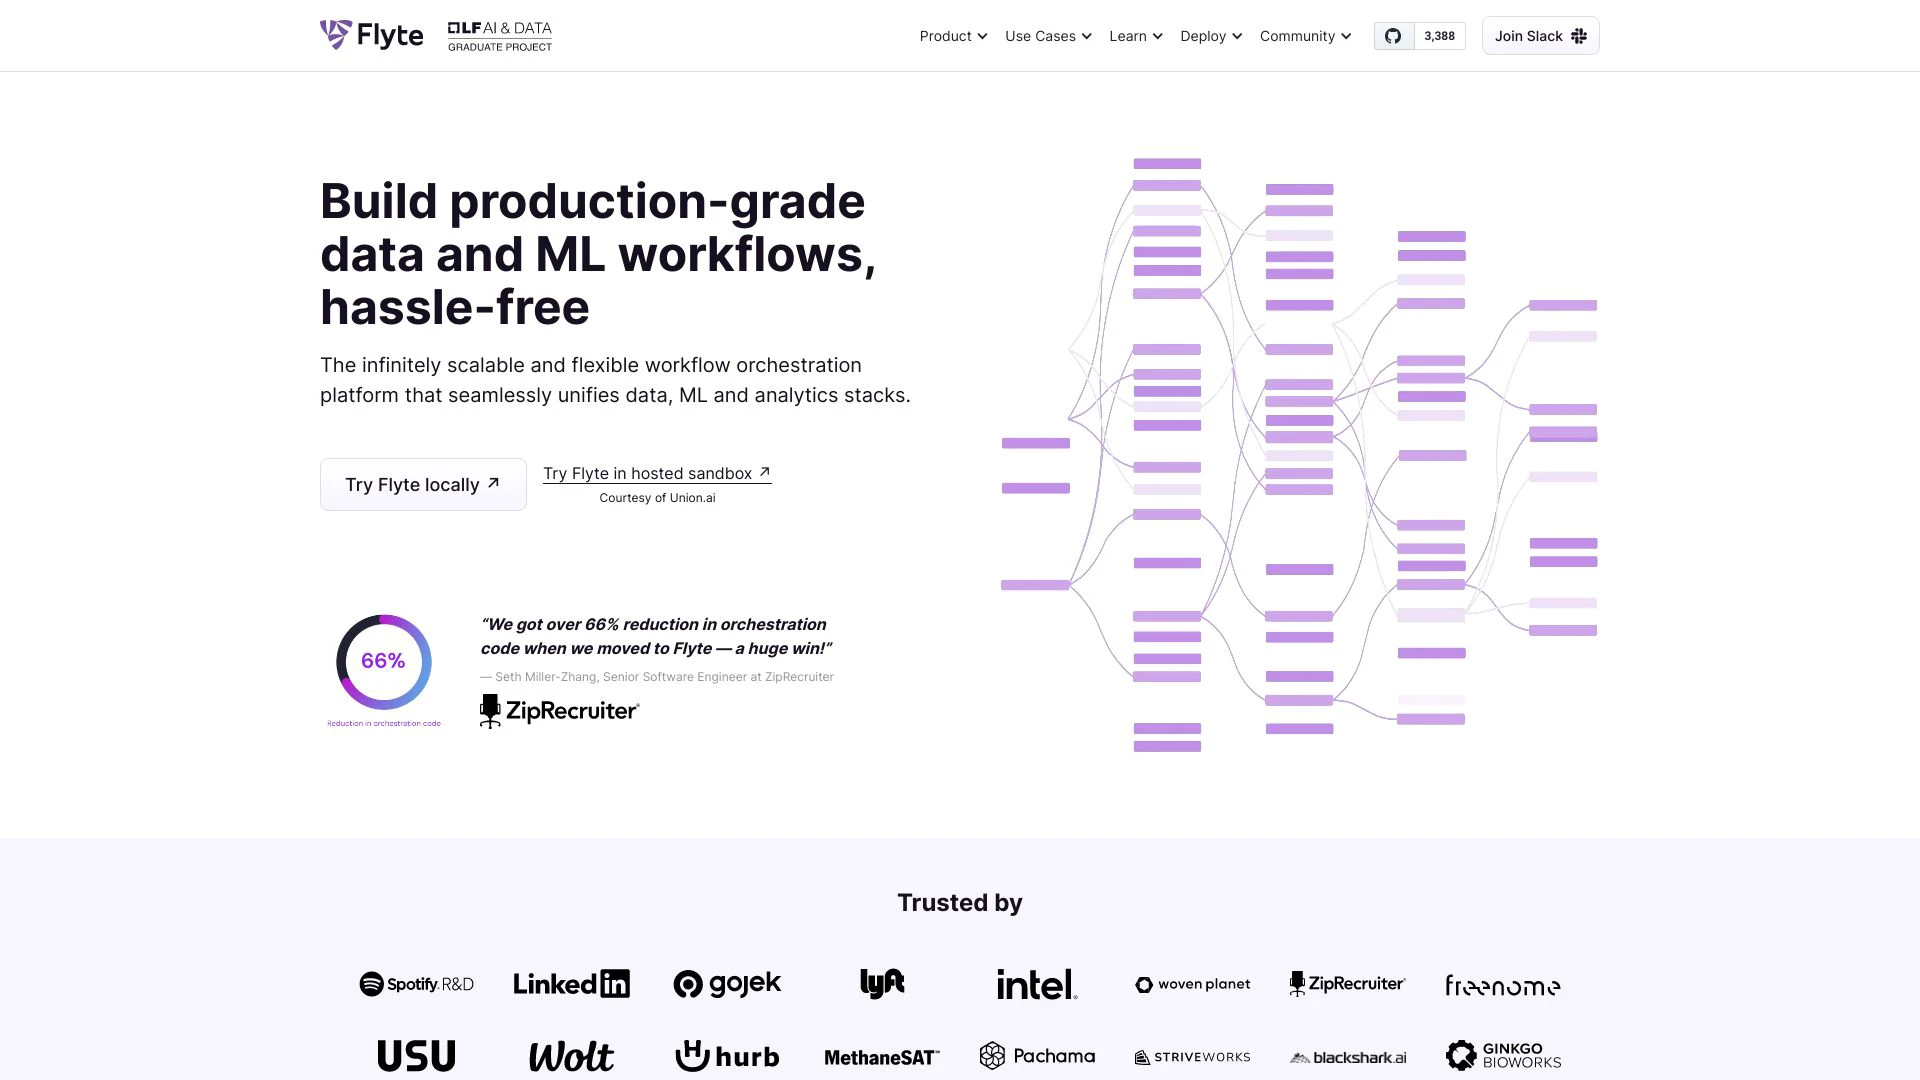 Flyte
LF AI & DATA
GRADUATE PROJECT
Product
Use Cases
Learn
Deploy
Community
3,388
Join Slack
Build production-grade
data and ML workflows,
hassle-free
The infinitely scalable and flexible workflow orchestration
platform that seamlessly unifies data, ML and analytics stacks.
Try Flyte locally
Try Flyte in hosted sandbox
Courtesy of Union.ai
66%
Reduction in orchestration code
“We got over 66% reduction in orchestration
code when we moved to Flyte — a huge win!”
— Seth Miller-Zhang, Senior Software Engineer at ZipRecruiter
ZipRecruiter
Trusted by
Spotify R&D
LinkedIn
gojek
lyft
intel
woven planet
ZipRecruiter
freenome
USU
Wolt
hurb
MethaneSAT™
Pachama
STRIVEWORKS
blackshark.ai
GINKGO
BIOWORKS